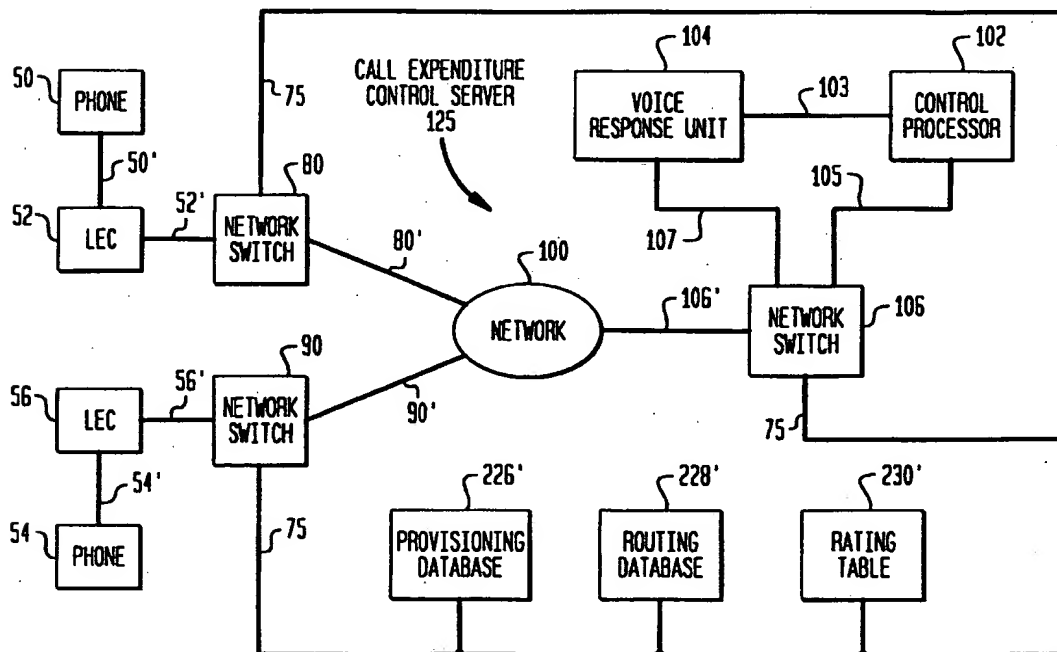 50
PHONE
50'
52
LEC
52'
80
NETWORK
SWITCH
75
80'
CALL EXPENDITURE
CONTROL SERVER
125
104
VOICE
RESPONSE UNIT
103
102
CONTROL
PROCESSOR
107
105
100
NETWORK
106'
NETWORK
SWITCH
106
75
56
LEC
56'
90
NETWORK
SWITCH
90'
54'
54
PHONE
75
226'
PROVISIONING
DATABASE
228'
ROUTING
DATABASE
230'
RATING
TABLE